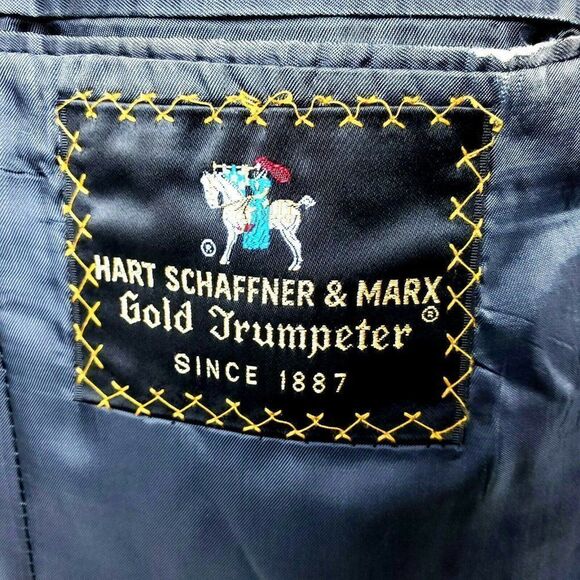 ®
HART SCHAFFNER & MARX
Gold Trumpeter ®
SINCE 1887